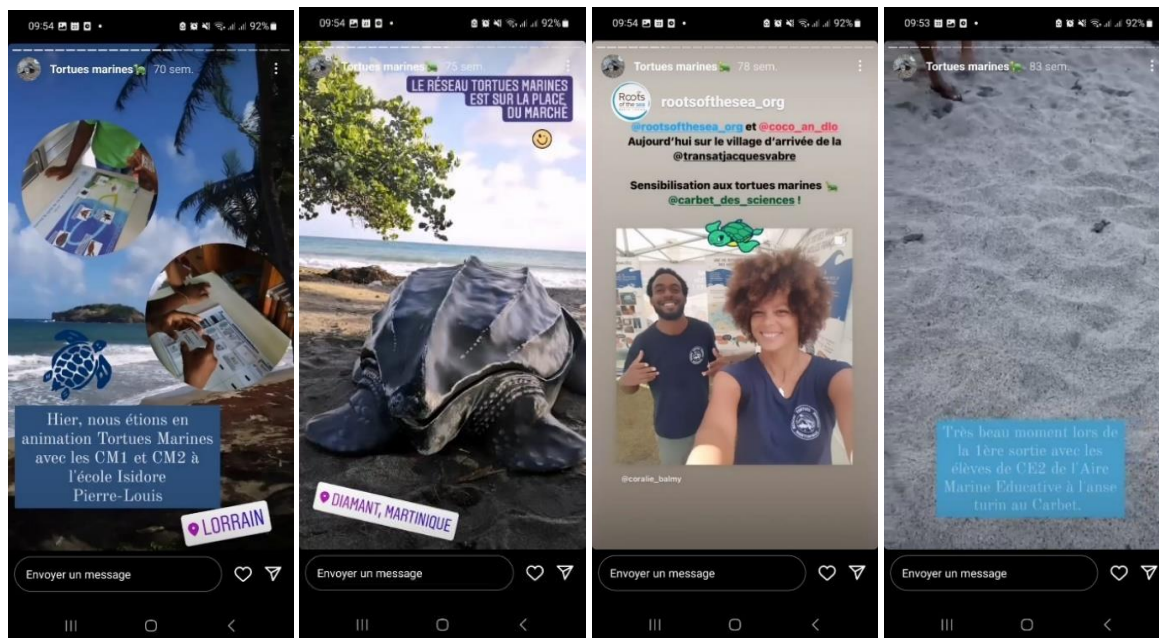 09:54
92%
Tortues marines 70 sem.
Hier, nous étions en
animation Tortues Marines
avec les CM1 et CM2 à
l'école Isidore
Pierre-Louis
LORRAIN
Envoyer un message
09:54
92%
Tortues marines 75 sem.
LE RÉSEAU TORTUES MARINES
EST SUR LA PLACE
DU MARCHÉ
DIAMANT, MARTINIQUE
Envoyer un message
09:54
92%
Tortues marines 78 sem.
Roots
of the sea
rootsofthesea_org
@rootsofthesea_org et @coco_an_dlo
Aujourd'hui sur le village d'arrivée de la
@transatjacquesvabre
Sensibilisation aux tortues marines
@carbet_des_sciences !
@coralie_balmy
Envoyer un message
09:53
92%
Tortues marines 83 sem.
Très beau moment lors de
la 1ère sortie avec les
élèves de CE2 de l'Aire
Marine Educative à l'anse
turin au Carbet.
Envoyer un message